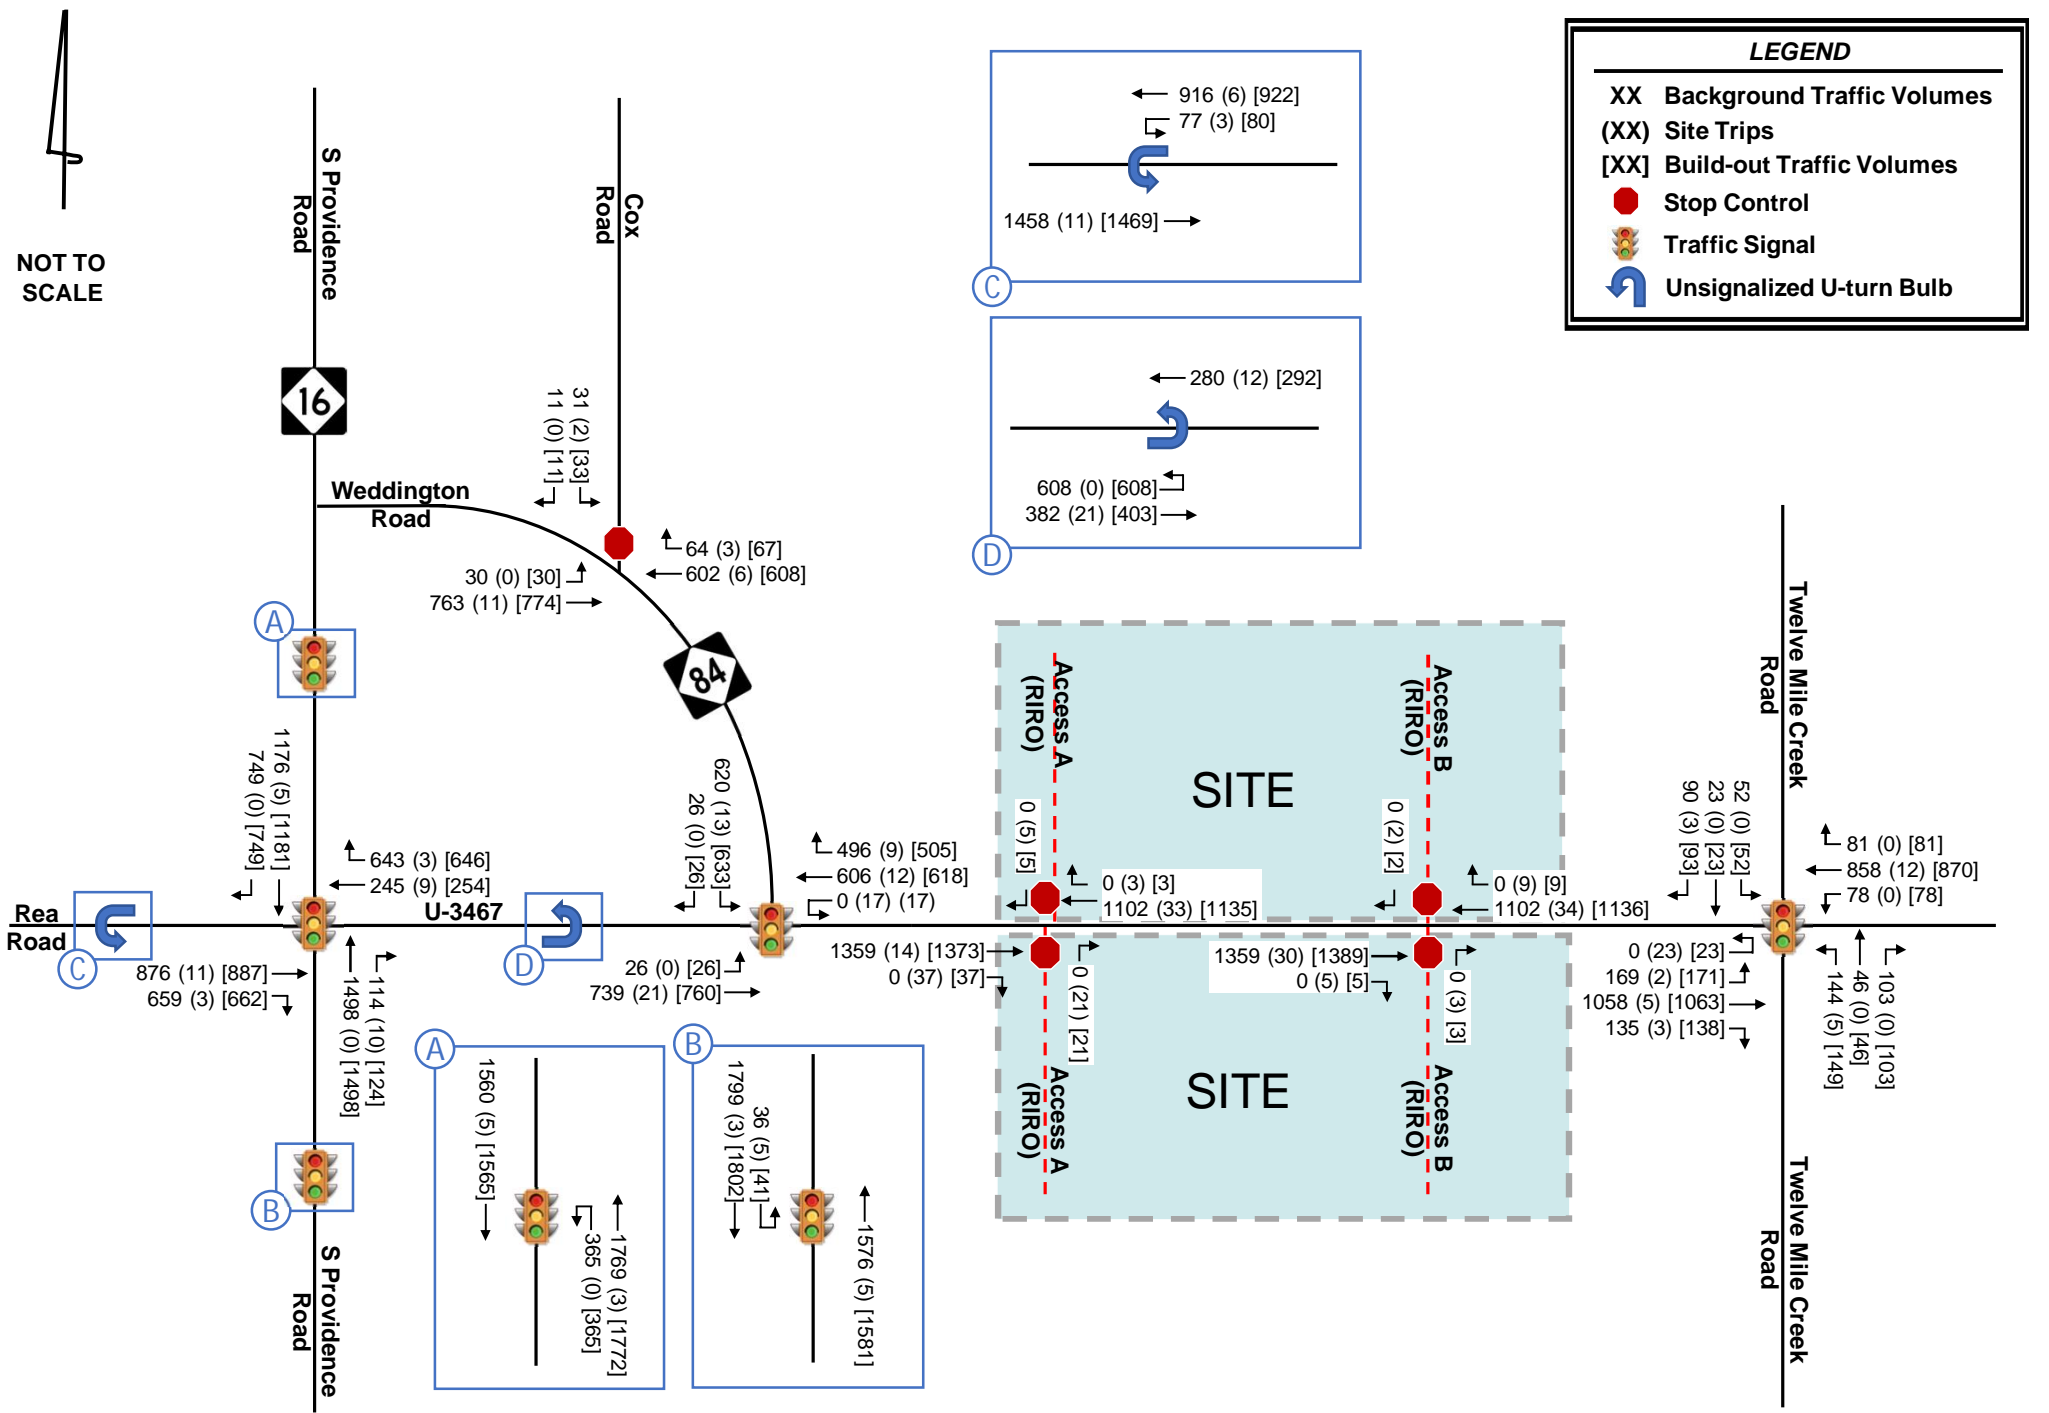 LEGEND
XX Background Traffic Volumes
(XX) Site Trips
[XX] Build-out Traffic Volumes
Stop Control
Traffic Signal
Unsignalized U-turn Bulb
NOT TO
SCALE
S Providence
Road
16
Cox
Road
916 (6) [922]
77 (3) [80]
1458 (11) [1469]
C
280 (12) [292]
608 (0) [608]
382 (21) [403]
D
Weddington
Road
31 (2) [33]
11 (0) [11]
64 (3) [67]
602 (6) [608]
30 (0) [30]
763 (11) [774]
84
A
Twelve Mile Creek
Road
Access A
(RIRO)
Access B
(RIRO)
SITE
1176 (5) [1181]
749 (0) [749]
643 (3) [646]
245 (9) [254]
U-3467
620 (13) [633]
26 (0) [26]
496 (9) [505]
606 (12) [618]
0 (17) (17)
0 (5) [5]
0 (3) [3]
1102 (33) [1135]
0 (2) [2]
0 (9) [9]
1102 (34) [1136]
52 (0) [52]
23 (0) [23]
90 (3) [93]
81 (0) [81]
858 (12) [870]
78 (0) [78]
Rea
Road
C
876 (11) [887]
659 (3) [662]
114 (10) [124]
1498 (0) [1498]
D
26 (0) [26]
739 (21) [760]
1359 (14) [1373]
0 (37) [37]
0 (21) [21]
1359 (30) [1389]
0 (5) [5]
0 (3) [3]
0 (23) [23]
169 (2) [171]
1058 (5) [1063]
135 (3) [138]
103 (0) [103]
46 (0) [46]
144 (5) [149]
A
1560 (5) [1565]
1769 (3) [1772]
365 (0) [365]
B
36 (5) [41]
1799 (3) [1802]
1576 (5) [1581]
SITE
Access A
(RIRO)
Access B
(RIRO)
B
S Providence
Road
Twelve Mile Creek
Road